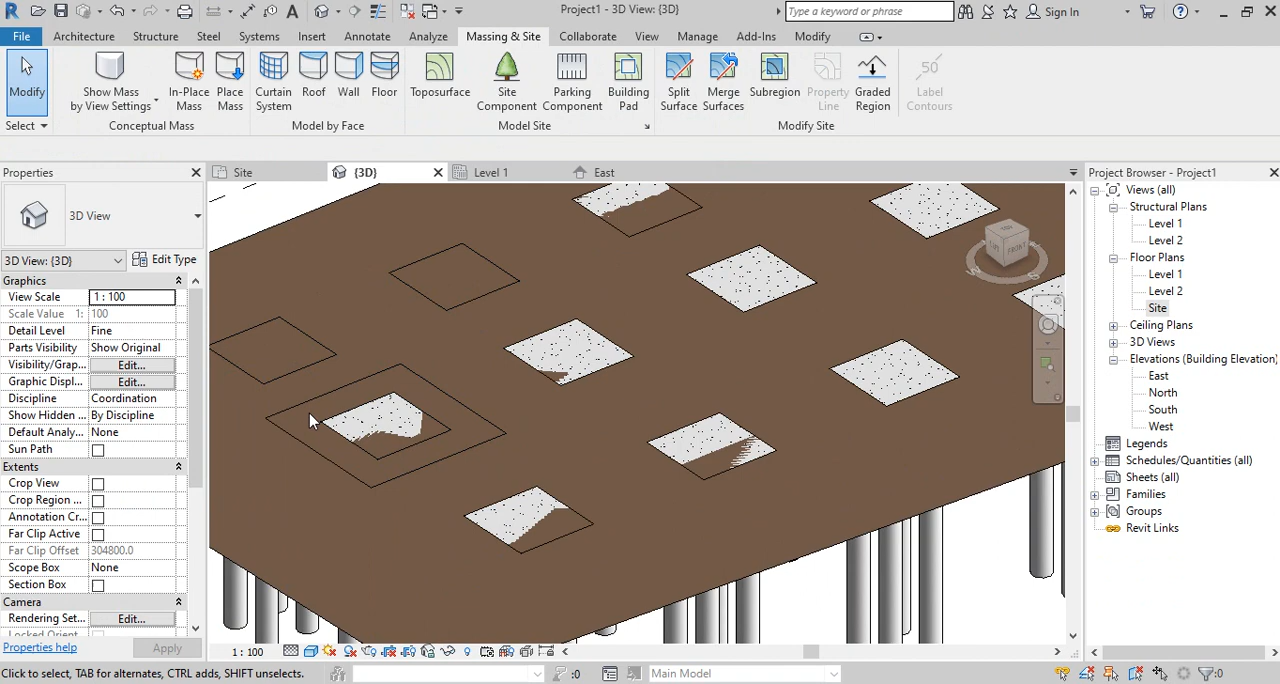 Project1 - 3D View: {3D}
Type a keyword or phrase
Sign In
File Architecture Structure Steel Systems Insert Annotate Analyze Massing & Site Collaborate View Manage Add-Ins Modify
Modify
Show Mass
by View Settings
In-Place
Mass
Place
Mass
Curtain
System
Roof
Wall
Floor
Toposurface
Site
Component
Parking
Component
Building
Pad
Split
Surface
Merge
Surfaces
Subregion
Property
Line
Graded
Region
50
Label
Contours
Select
Conceptual Mass
Model by Face
Model Site
Modify Site
Properties
Site
{3D}
Level 1
East
Project Browser - Project1
3D View
3D View: {3D}
Edit Type
Graphics
View Scale 1 : 100
Scale Value 1: 100
Detail Level Fine
Parts Visibility Show Original
Visibility/Grap... Edit...
Graphic Displ... Edit...
Discipline Coordination
Show Hidden ... By Discipline
Default Analy... None
Sun Path
Extents
Crop View
Crop Region ...
Annotation Cr...
Far Clip Active
Far Clip Offset 304800.0
Scope Box None
Section Box
Camera
Rendering Set... Edit...
Properties help
Apply
FRONT
Views (all)
Structural Plans
Level 1
Level 2
Floor Plans
Level 1
Level 2
Site
Ceiling Plans
3D Views
Elevations (Building Elevation)
East
North
South
West
Legends
Schedules/Quantities (all)
Sheets (all)
Families
Groups
Revit Links
1 : 100
Click to select, TAB for alternates, CTRL adds, SHIFT unselects.
:0
Main Model
:0